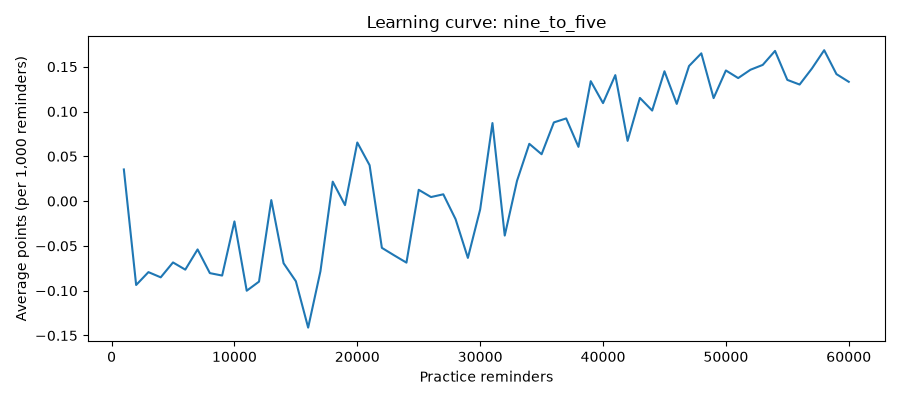 Learning curve: nine_to_five
Average points (per 1,000 reminders)
0.15
0.10
0.05
0.00
−0.05
−0.10
−0.15
0 10000 20000 30000 40000 50000 60000
Practice reminders